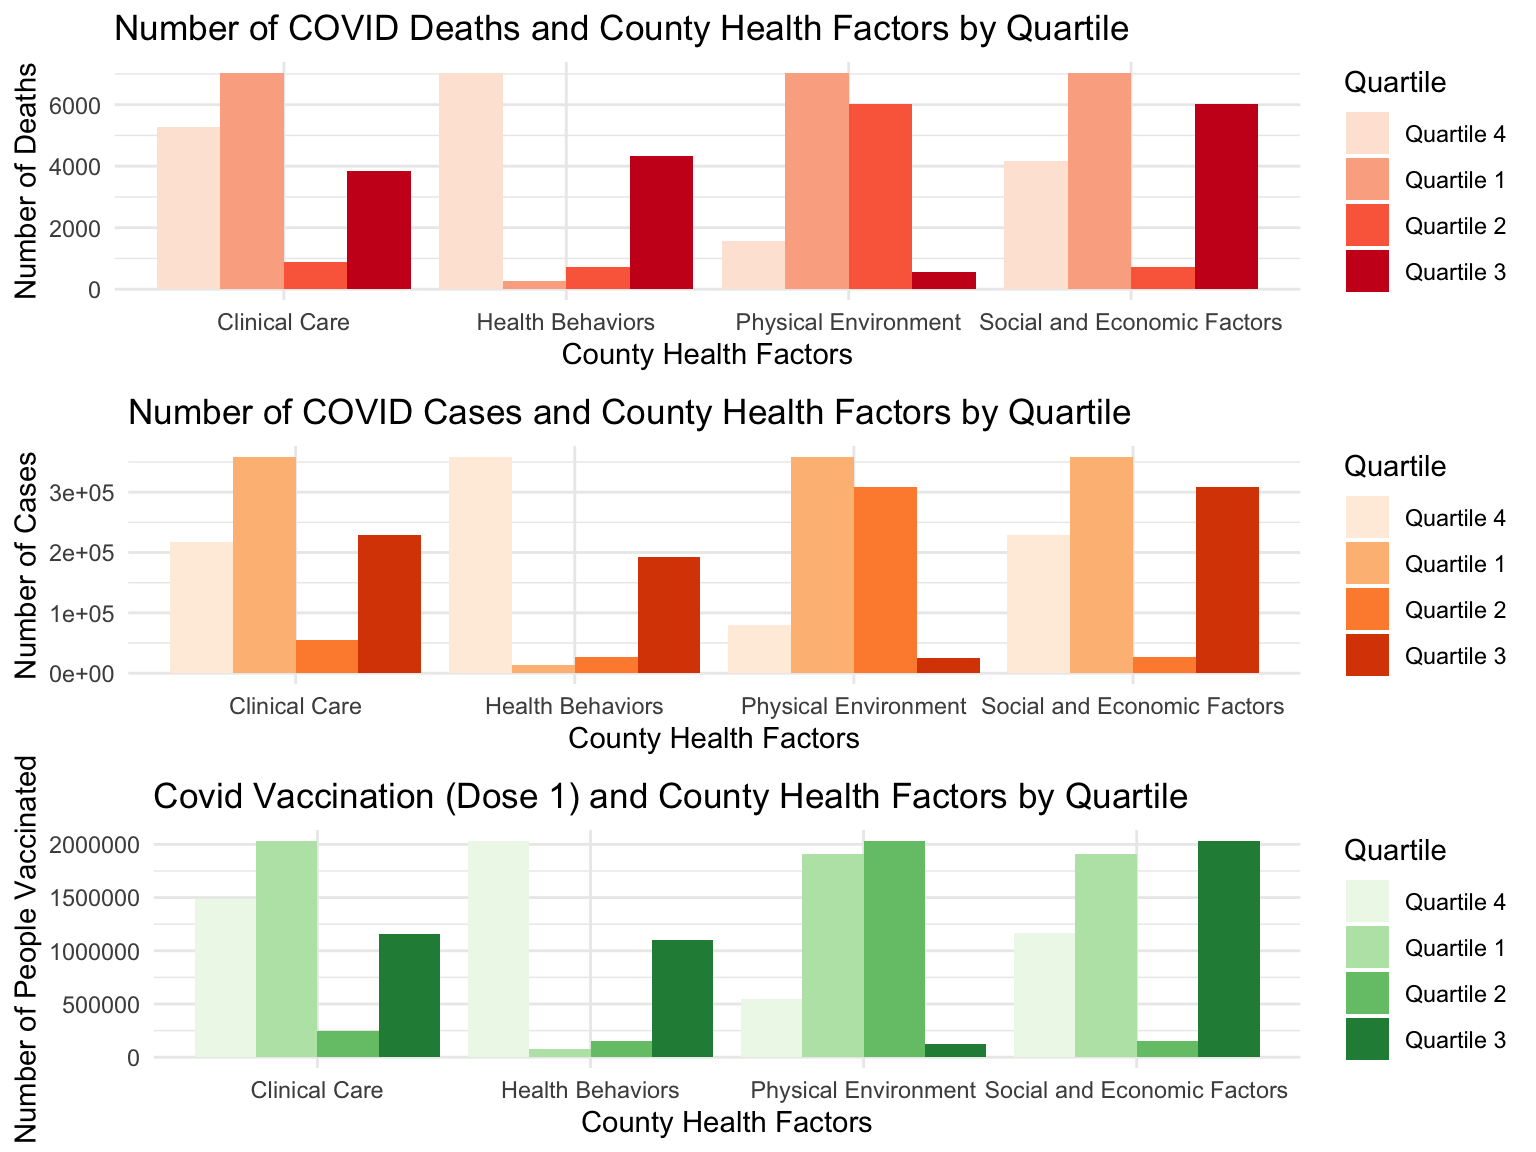 Number of COVID Deaths and County Health Factors by Quartile
Number of Deaths
6000
4000
2000
0
Clinical Care
Health Behaviors
Physical Environment
Social and Economic Factors
County Health Factors
Quartile
Quartile 4
Quartile 1
Quartile 2
Quartile 3
Number of COVID Cases and County Health Factors by Quartile
Number of Cases
3e+05
2e+05
1e+05
0e+00
Clinical Care
Health Behaviors
Physical Environment
Social and Economic Factors
County Health Factors
Quartile
Quartile 4
Quartile 1
Quartile 2
Quartile 3
Covid Vaccination (Dose 1) and County Health Factors by Quartile
Number of People Vaccinated
2000000
1500000
1000000
500000
0
Clinical Care
Health Behaviors
Physical Environment
Social and Economic Factors
County Health Factors
Quartile
Quartile 4
Quartile 1
Quartile 2
Quartile 3